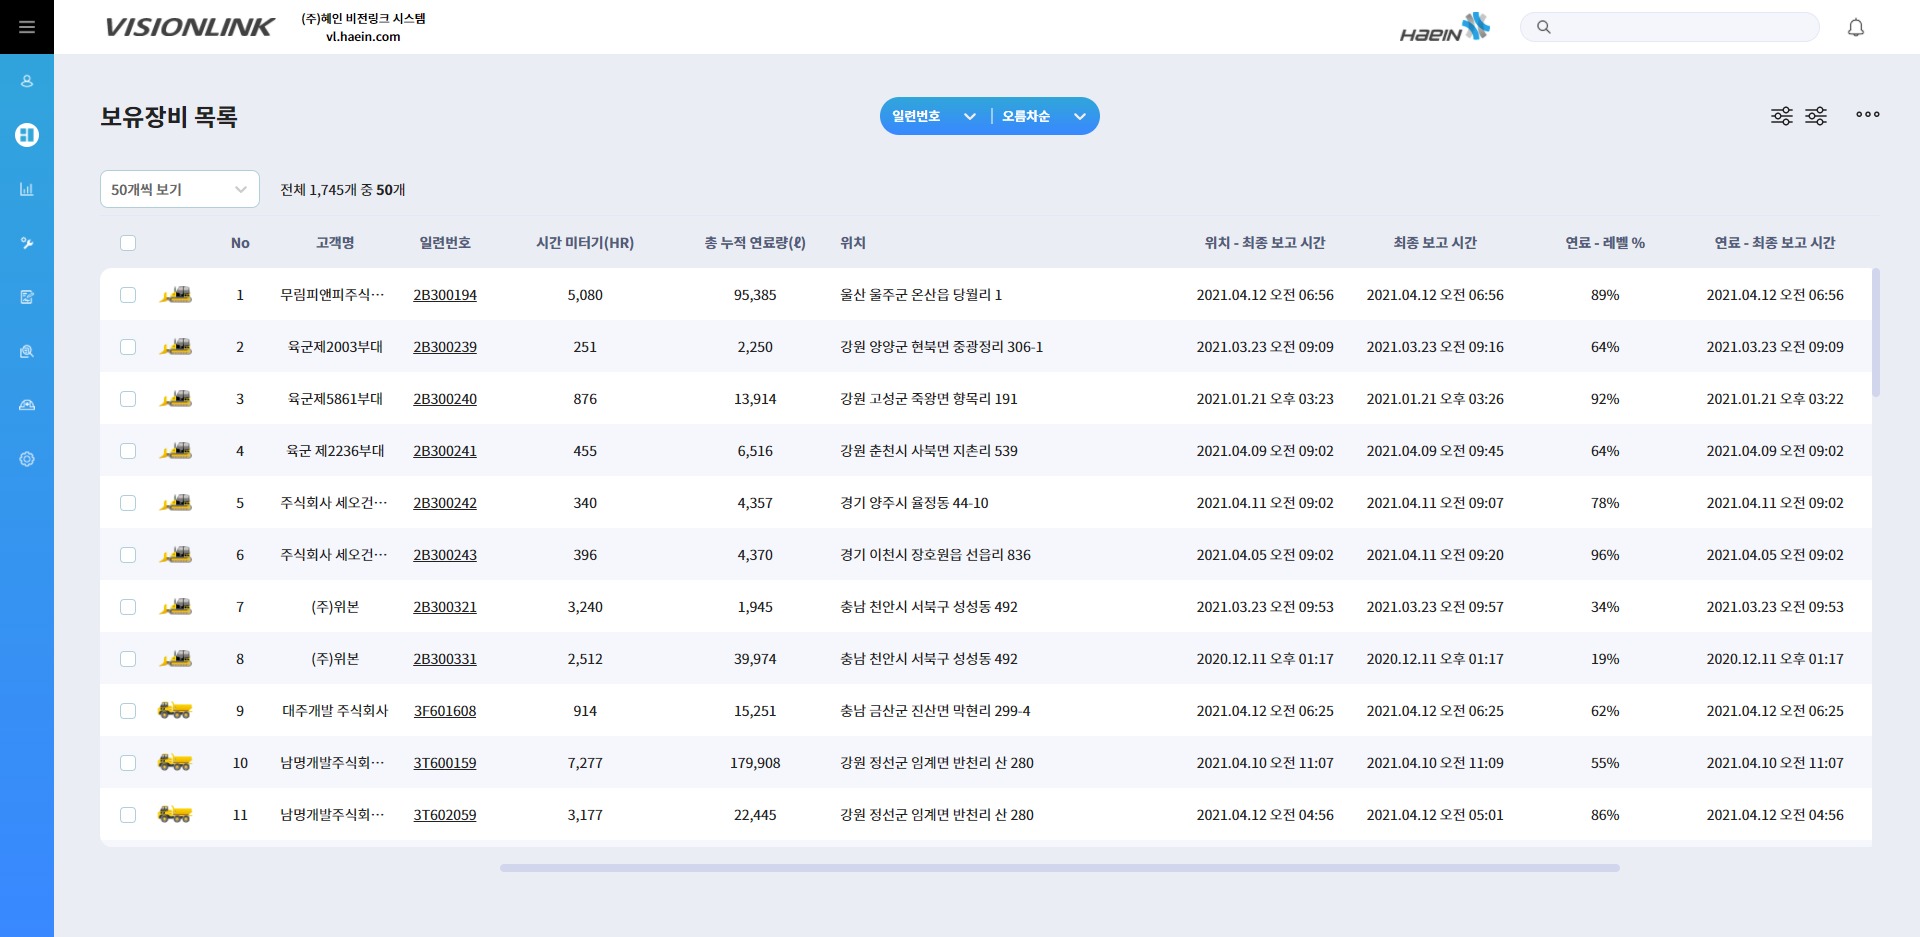 VISIONLINK
(주)혜인 비전링크 시스템
vl.haein.com
HAEIN
보유장비 목록
일련번호 | 오름차순
50개씩 보기
전체 1,745개 중 50개
No 고객명 일련번호 시간 미터기(HR) 총 누적 연료량(ℓ) 위치 위치 - 최종 보고 시간 최종 보고 시간 연료 - 레벨 % 연료 - 최종 보고 시간
1 무림피앤피주식… 2B300194 5,080 95,385 울산 울주군 온산읍 당월리 1 2021.04.12 오전 06:56 2021.04.12 오전 06:56 89% 2021.04.12 오전 06:56
2 육군제2003부대 2B300239 251 2,250 강원 양양군 현북면 중광정리 306-1 2021.03.23 오전 09:09 2021.03.23 오전 09:16 64% 2021.03.23 오전 09:09
3 육군제5861부대 2B300240 876 13,914 강원 고성군 죽왕면 향목리 191 2021.01.21 오후 03:23 2021.01.21 오후 03:26 92% 2021.01.21 오후 03:22
4 육군 제2236부대 2B300241 455 6,516 강원 춘천시 사북면 지촌리 539 2021.04.09 오전 09:02 2021.04.09 오전 09:45 64% 2021.04.09 오전 09:02
5 주식회사 세오건… 2B300242 340 4,357 경기 양주시 율정동 44-10 2021.04.11 오전 09:02 2021.04.11 오전 09:07 78% 2021.04.11 오전 09:02
6 주식회사 세오건… 2B300243 396 4,370 경기 이천시 장호원읍 선읍리 836 2021.04.05 오전 09:02 2021.04.11 오전 09:20 96% 2021.04.05 오전 09:02
7 (주)위본 2B300321 3,240 1,945 충남 천안시 서북구 성성동 492 2021.03.23 오전 09:53 2021.03.23 오전 09:57 34% 2021.03.23 오전 09:53
8 (주)위본 2B300331 2,512 39,974 충남 천안시 서북구 성성동 492 2020.12.11 오후 01:17 2020.12.11 오후 01:17 19% 2020.12.11 오후 01:17
9 대주개발 주식회사 3F601608 914 15,251 충남 금산군 진산면 막현리 299-4 2021.04.12 오전 06:25 2021.04.12 오전 06:25 62% 2021.04.12 오전 06:25
10 남명개발주식회… 3T600159 7,277 179,908 강원 정선군 임계면 반천리 산 280 2021.04.10 오전 11:07 2021.04.10 오전 11:09 55% 2021.04.10 오전 11:07
11 남명개발주식회… 3T602059 3,177 22,445 강원 정선군 임계면 반천리 산 280 2021.04.12 오전 04:56 2021.04.12 오전 05:01 86% 2021.04.12 오전 04:56